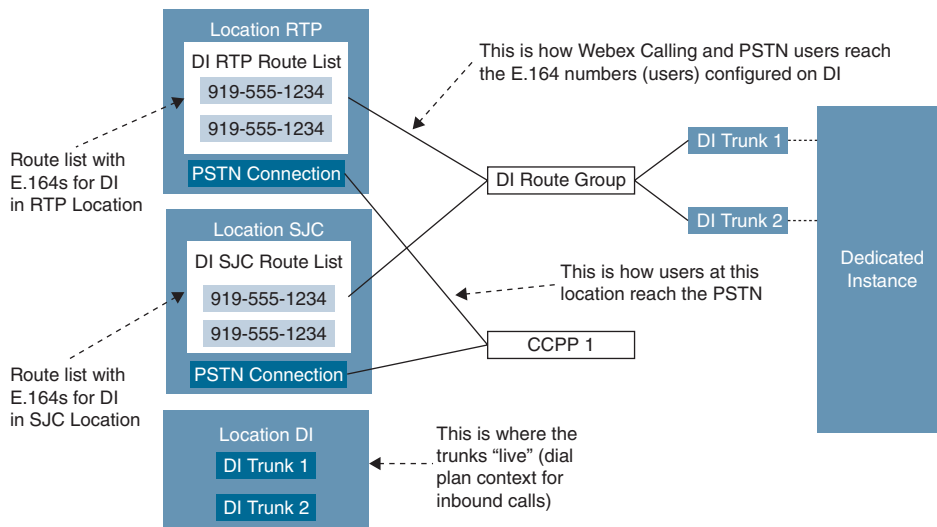 Location RTP
DI RTP Route List
919-555-1234
919-555-1234
PSTN Connection
Route list with
E.164s for DI
in RTP Location
This is how Webex Calling and PSTN users reach
the E.164 numbers (users) configured on DI
DI Route Group
DI Trunk 1
DI Trunk 2
Dedicated
Instance
Location SJC
DI SJC Route List
919-555-1234
919-555-1234
PSTN Connection
Route list with
E.164s for DI
in SJC Location
This is how users at this
location reach the PSTN
CCPP 1
Location DI
DI Trunk 1
DI Trunk 2
This is where the
trunks “live” (dial
plan context for
inbound calls)